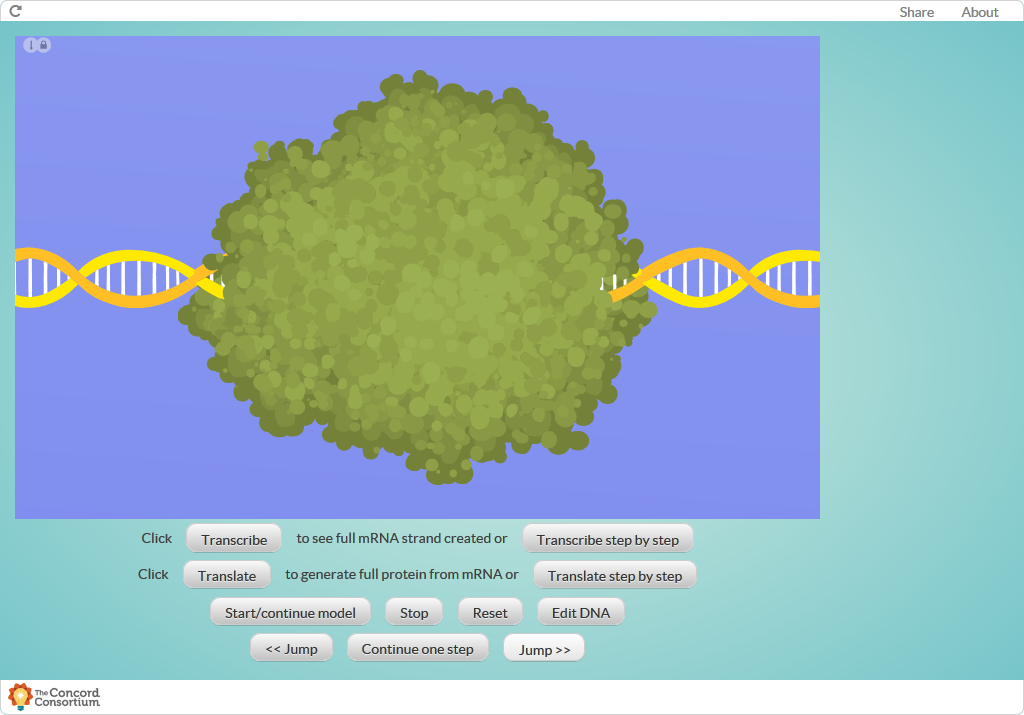 Share About
Click Transcribe to see full mRNA strand created or Transcribe step by step
Click Translate to generate full protein from mRNA or Translate step by step
Start/continue model Stop Reset Edit DNA
<< Jump Continue one step Jump >>
The Concord
Consortium